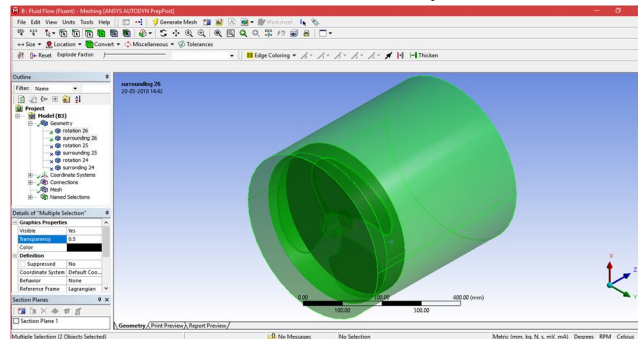 B : Fluid Flow (Fluent) - Meshing [ANSYS AUTODYN PrepPost]
File Edit View Units Tools Help Generate Mesh Worksheet
Size Location Convert Miscellaneous Tolerances
Reset Explode Factor: Edge Coloring Thicken
Outline
Filter: Name
Project
Model (B3)
Geometry
rotation 26
surrounding 26
rotation 25
surrounding 25
rotation 24
surronding 24
Coordinate Systems
Connections
Mesh
Named Selections
Details of "Multiple Selection"
Graphics Properties
Visible Yes
Transparency 0.5
Color
Definition
Suppressed No
Coordinate System Default Coo...
Behavior None
Reference Frame Lagrangian
Section Planes
Section Plane 1
surrounding 26
20-05-2018 14:42
0.00 200.00 400.00 (mm)
100.00 300.00
X
Z
Y
Geometry Print Preview Report Preview
Multiple Selection (2 Objects Selected) No Messages No Selection Metric (mm, kg, N, s, mV, mA) Degrees RPM Celsius